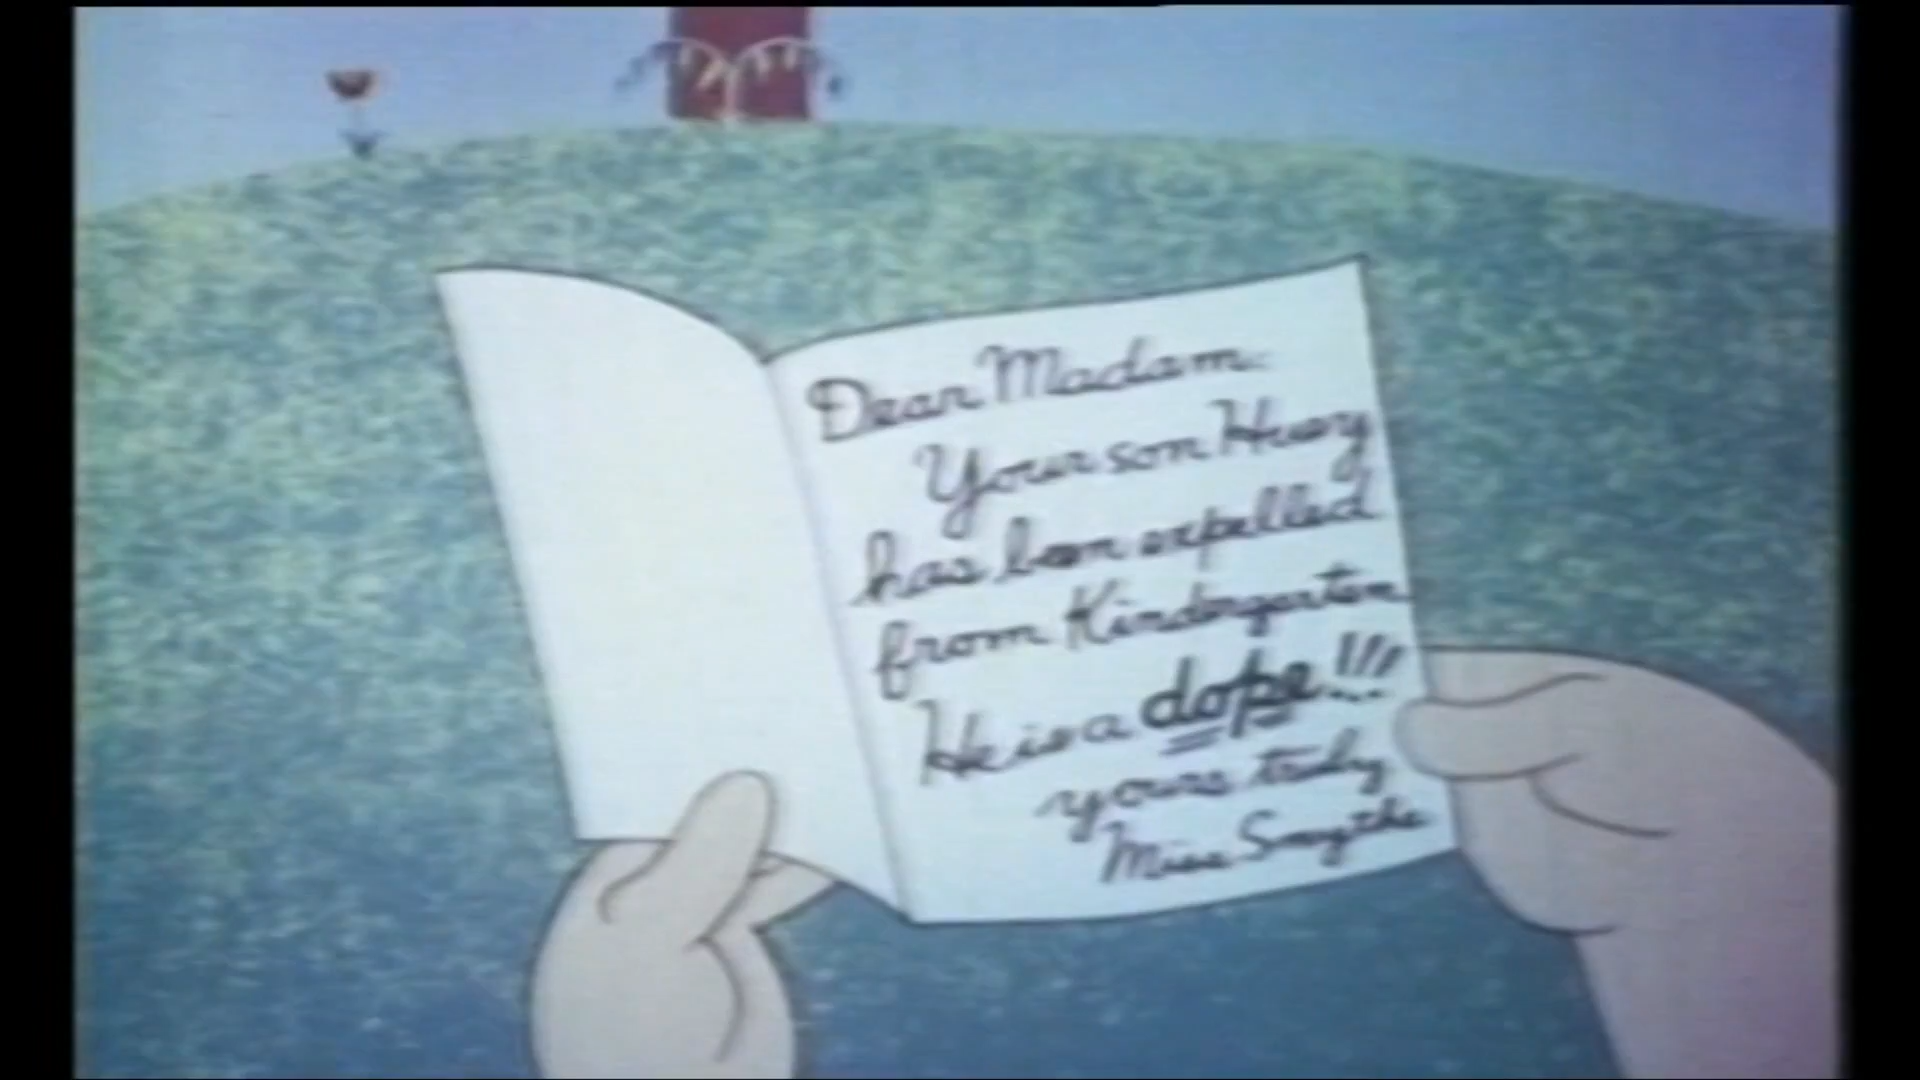 Dear Madam:
Your son Huey
has been expelled
from Kindergarten
He is a dope!!!
yours truly
Miss Smythe